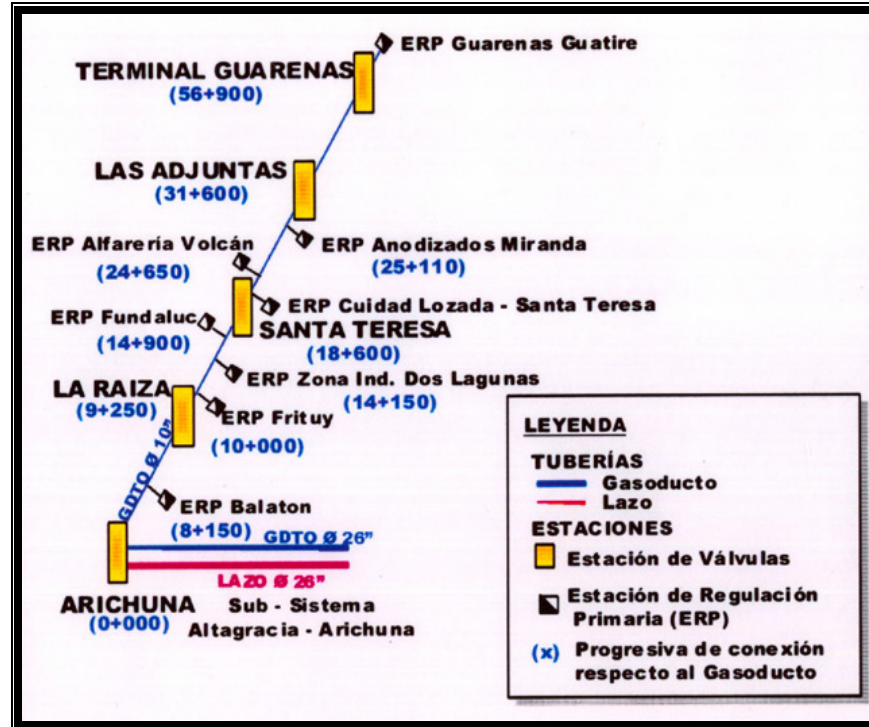 ERP Guarenas Guatire
TERMINAL GUARENAS
(56+900)
LAS ADJUNTAS
(31+600)
ERP Alfarería Volcán
(24+650)
ERP Anodizados Miranda
(25+110)
ERP Cuidad Lozada - Santa Teresa
ERP Fundaluc
(14+900)
SANTA TERESA
(18+600)
ERP Zona Ind. Dos Lagunas
(14+150)
LA RAIZA
(9+250)
ERP Frituy
(10+000)
GDTO Ø 10"
ERP Balaton
(8+150)
GDTO Ø 26"
LAZO Ø 26"
ARICHUNA
(0+000)
Sub - Sistema
Altagracia - Arichuna
LEYENDA
TUBERÍAS
Gasoducto
Lazo
ESTACIONES
Estación de Válvulas
Estación de Regulación
Primaria (ERP)
(x) Progresiva de conexión
respecto al Gasoducto